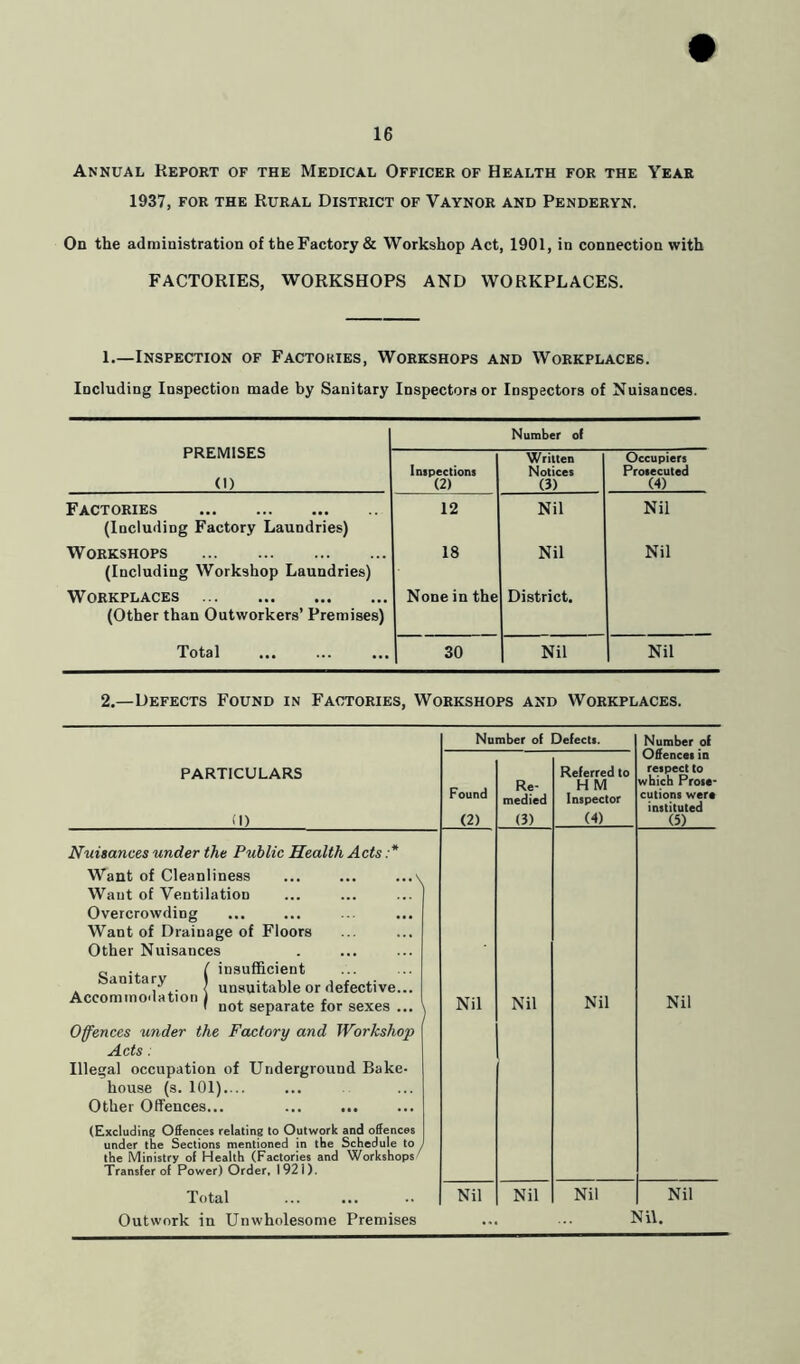 16
ANNUAL REPORT OF THE MEDICAL OFFICER OF HEALTH FOR THE YEAR
1937, FOR THE RURAL DISTRICT OF VAYNOR AND PENDERYN.
On the administration of the Factory & Workshop Act, 1901, in connection with
FACTORIES, WORKSHOPS AND WORKPLACES.
1.—INSPECTION OF FACTORIES, WORKSHOPS AND WORKPLACES.
Including Inspection made by Sanitary Inspectors or Inspectors of Nuisances.
PREMISES (1) | Number of
Inspections (2) | Written Notices (3) | Occupiers Prosecuted (4)
FACTORIES ... ... ... .. 12 Nil Nil
(Including Factory Laundries)
WORKSHOPS ... ... ... ... 18 Nil Nil
(Including Workshop Laundries)
WORKPLACES ... ... ... ... None in the District.
(Other than Outworkers' Premises)
Total ... ... ... 30 Nil Nil
2.—DEFECTS FOUND IN FACTORIES, WORKSHOPS AND WORKPLACES.
PARTICULARS (1) | Number of Defects. | Number of Offences in respect to which Prosecutions were instituted (5)
Found (2) | Remedied (3) | Referred to H M Inspector (4)
Nuisances under the Public Health Acts :*
Want of Cleanliness ... ... ...
Want of Ventilation ... ... ...
Overcrowding ... ... ... ...
Want of Drainage of Floors ... ...
Other Nuisances . ... ...
Sanitary Accommodation { insufficient ... ...
unsuitable or defective...
not separate for sexes ... Nil Nil Nil Nil
Offences under the Factory and Workshop
Acts :
Illegal occupation of Underground Bake-
house (s. 101).... ... ...
Other Offences... ... ... ...
(Excluding Offences relating to Outwork and offences
under the Sections mentioned in the Schedule to
the Ministry of Health (Factories and Workshops
Transfer of Power) Order, 1921).
Total ... ... .. Nil Nil Nil Nil
Outwork in Unwholesome Premises ... ... Nil.